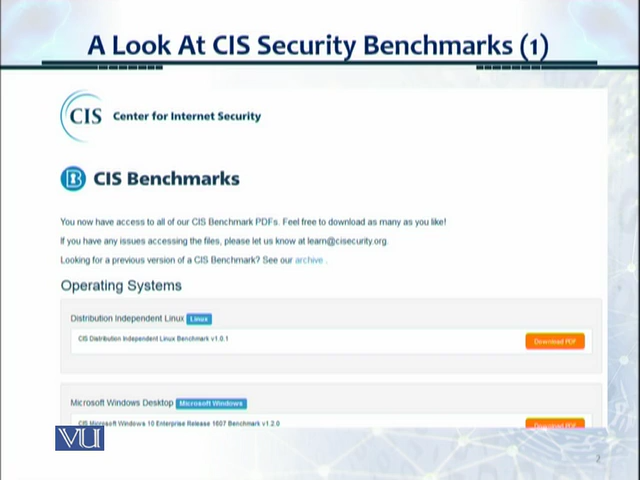 A Look At CIS Security Benchmarks (1)
CIS Center for Internet Security
B CIS Benchmarks
You now have access to all of our CIS Benchmark PDFs. Feel free to download as many as you like!
If you have any issues accessing the files, please let us know at learn@cisecurity.org
Looking for a previous version of a CIS Benchmark? See our archive .
Operating Systems
Distribution Independent Linux Linux
CIS Distribution Independent Linux Benchmark v1.0.1 Download PDF
Microsoft Windows Desktop Microsoft Windows
CIS Microsoft Windows 10 Enterprise Release 1607 Benchmark v1.2.0 Download PDF
VU
2